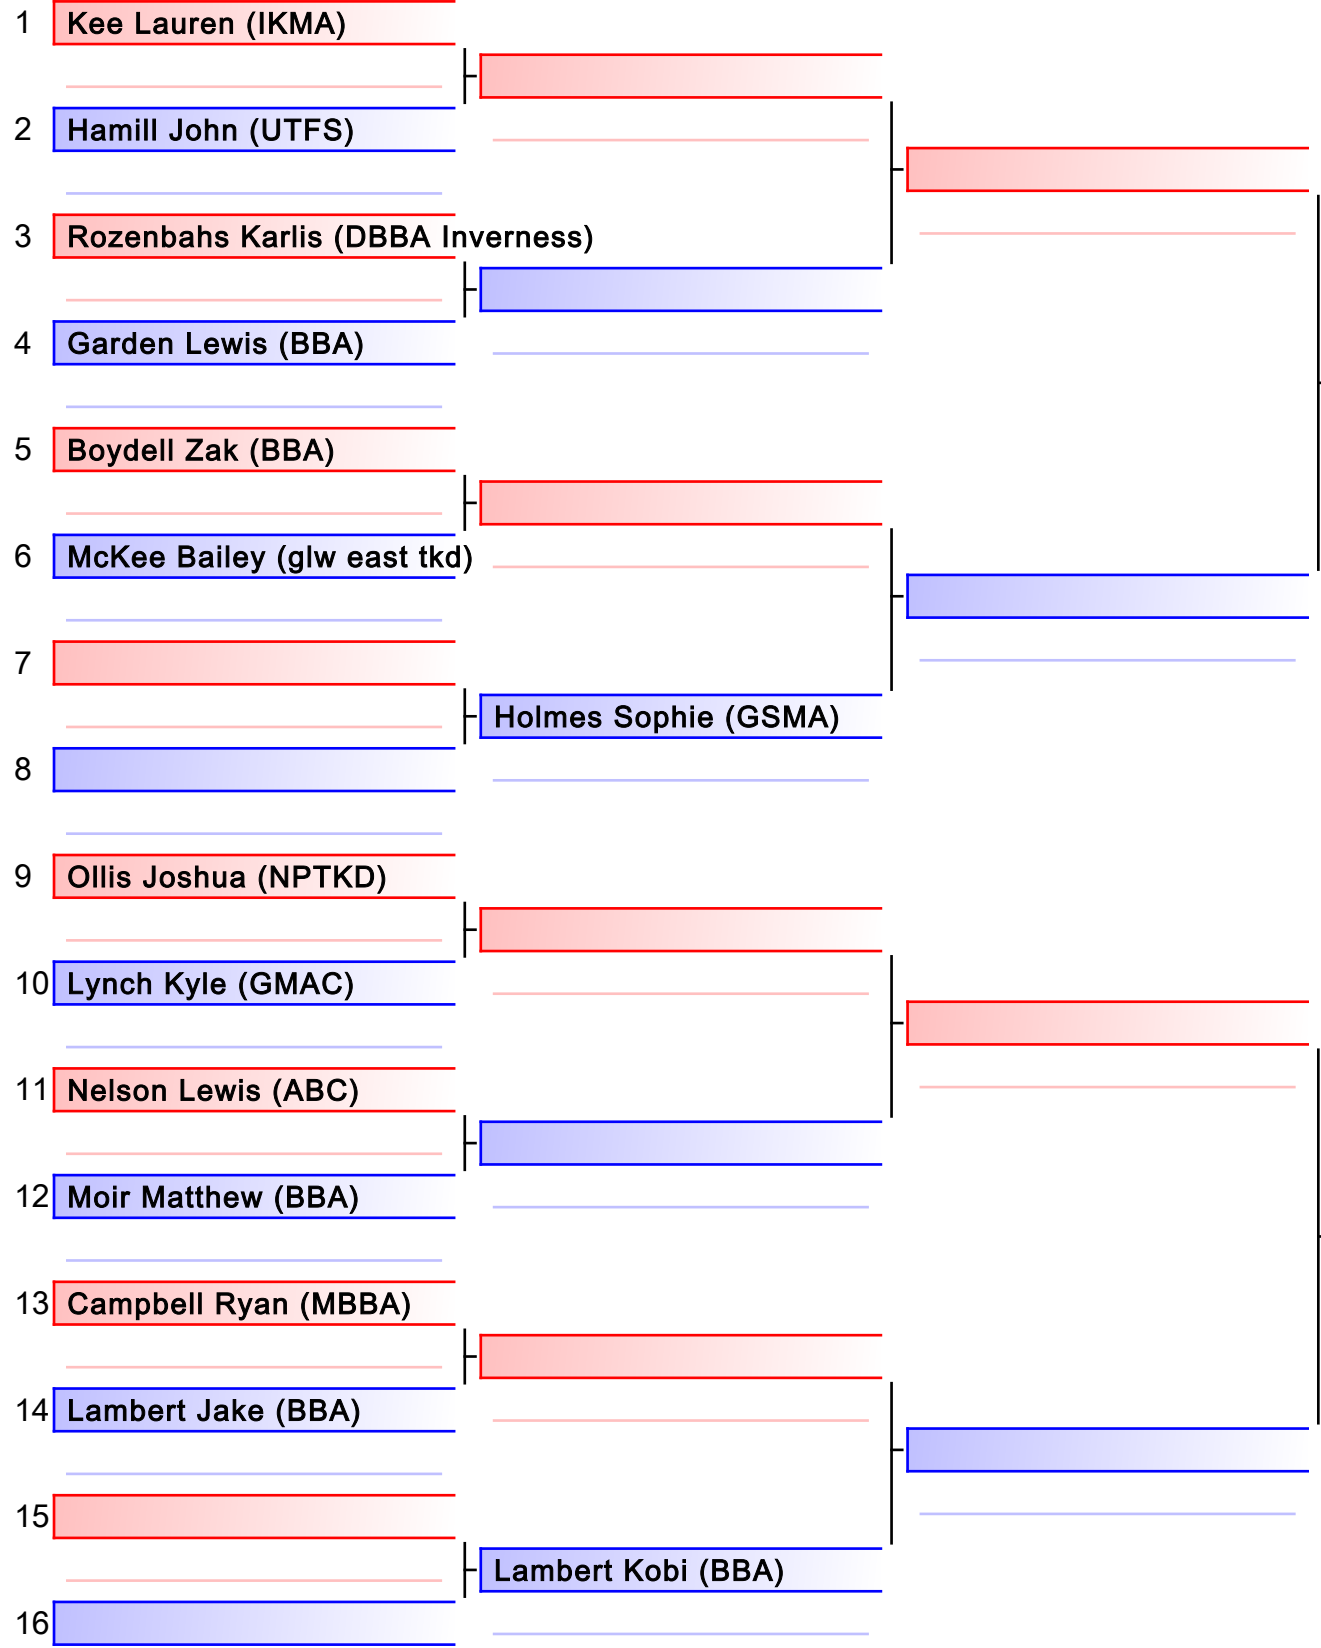 1 Kee Lauren (IKMA)
2 Hamill John (UTFS)
3 Rozenbahs Karlis (DBBA Inverness)
4 Garden Lewis (BBA)
5 Boydell Zak (BBA)
6 McKee Bailey (glw east tkd)
7
Holmes Sophie (GSMA)
8
9 Ollis Joshua (NPTKD)
10 Lynch Kyle (GMAC)
11 Nelson Lewis (ABC)
12 Moir Matthew (BBA)
13 Campbell Ryan (MBBA)
14 Lambert Jake (BBA)
15
Lambert Kobi (BBA)
16